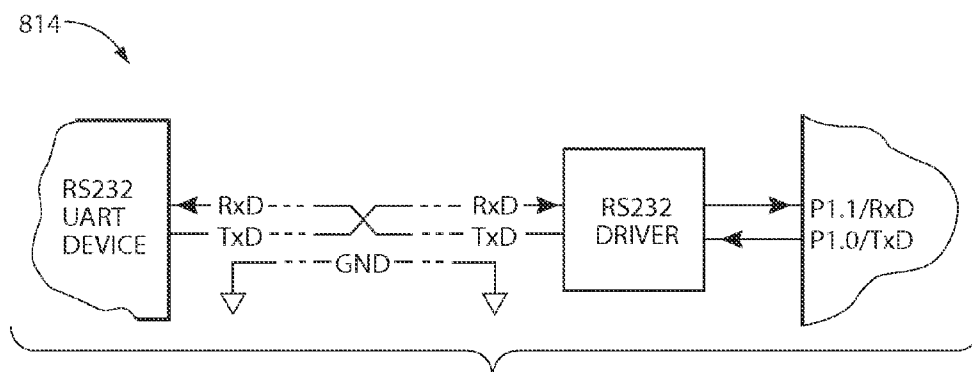 814
RS232
UART
DEVICE
RxD
TxD
GND
RxD
TxD
RS232
DRIVER
P1.1/RxD
P1.0/TxD